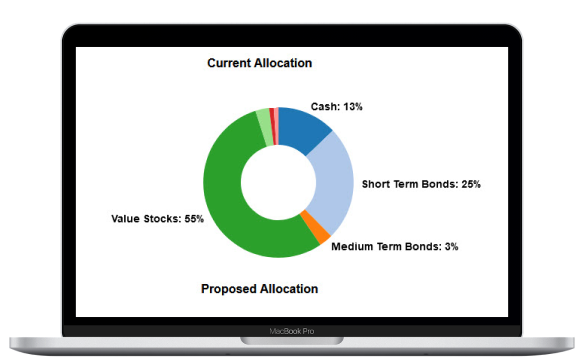 Current Allocation
Cash: 13%
Short Term Bonds: 25%
Value Stocks: 55%
Medium Term Bonds: 3%
Proposed Allocation
MacBook Pro